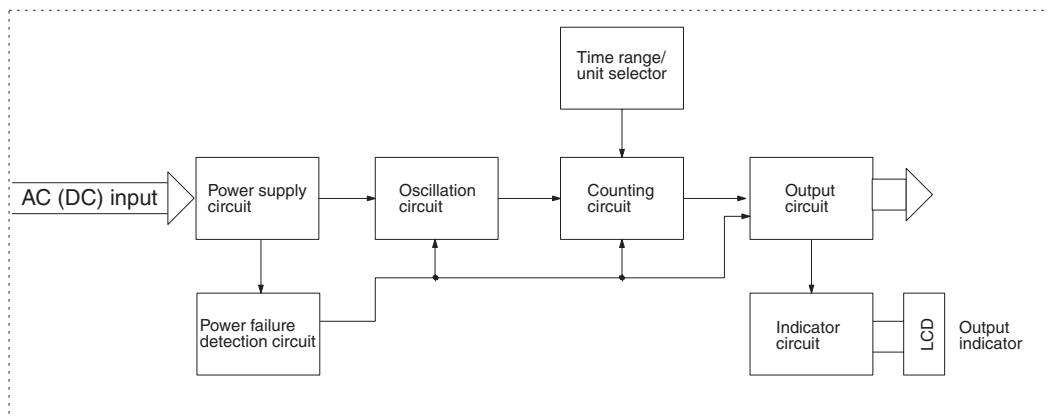 Time range/
unit selector
AC (DC) input
Power supply
circuit
Oscillation
circuit
Counting
circuit
Output
circuit
Power failure
detection circuit
Indicator
circuit
LCD
Output
indicator